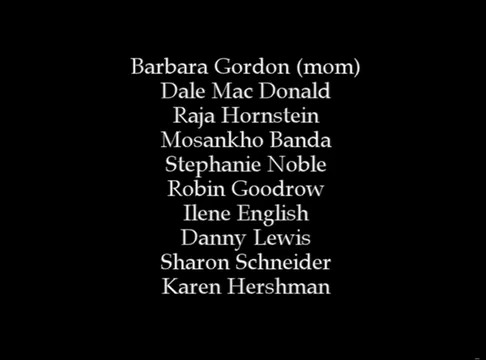 Barbara Gordon (mom)
Dale Mac Donald
Raja Hornstein
Mosankho Banda
Stephanie Noble
Robin Goodrow
Ilene English
Danny Lewis
Sharon Schneider
Karen Hershman